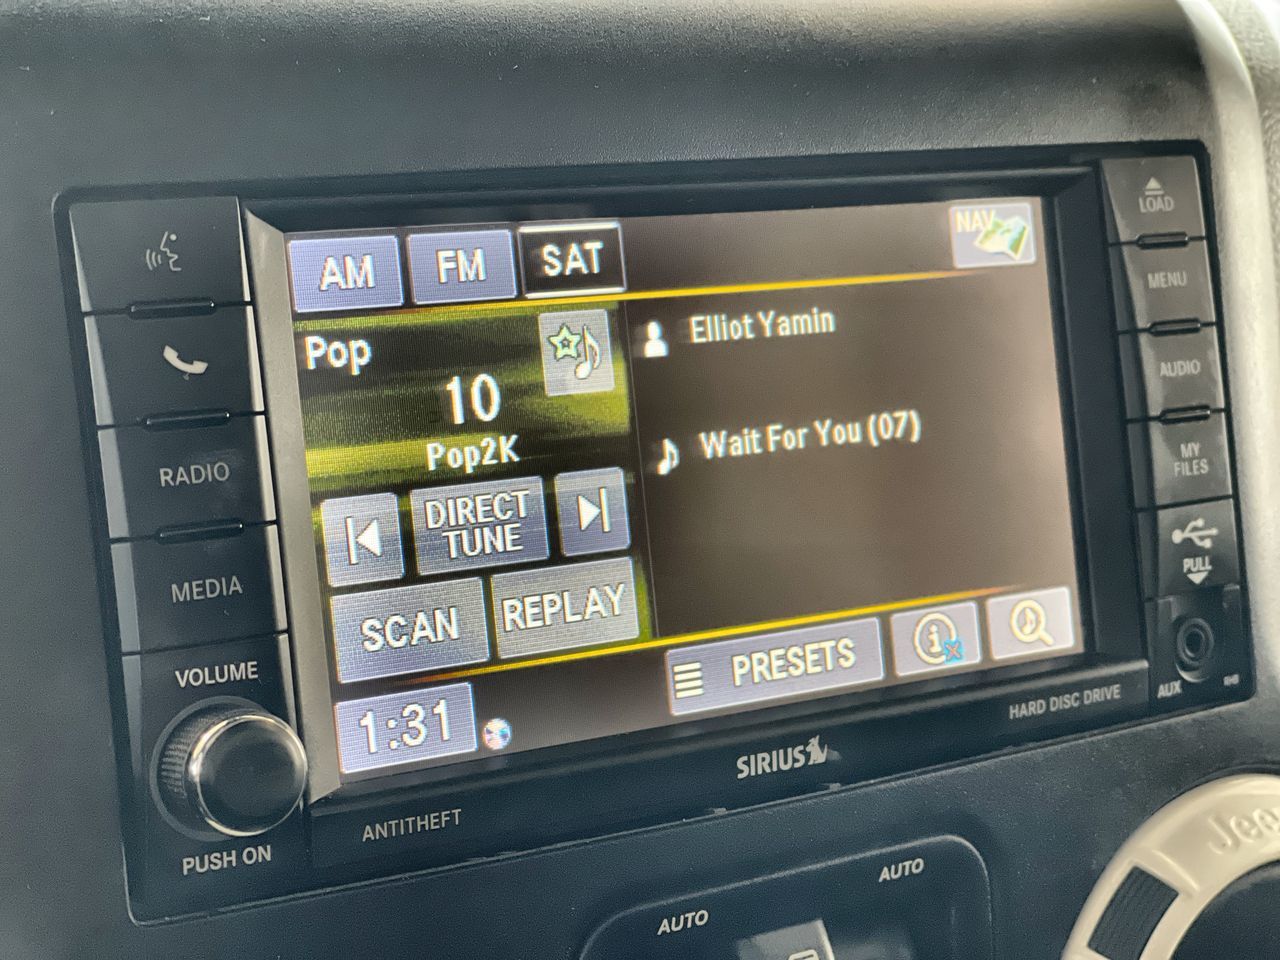 AM
FM
SAT
NAV
Pop
10
Pop2K
Elliot Yamin
Wait For You (07)
DIRECT
TUNE
SCAN
REPLAY
PRESETS
1:31
RADIO
MEDIA
VOLUME
PUSH ON
ANTITHEFT
SIRIUS
HARD DISC DRIVE
LOAD
MENU
AUDIO
MY
FILES
PULL
AUX
AUTO
AUTO
Jeep